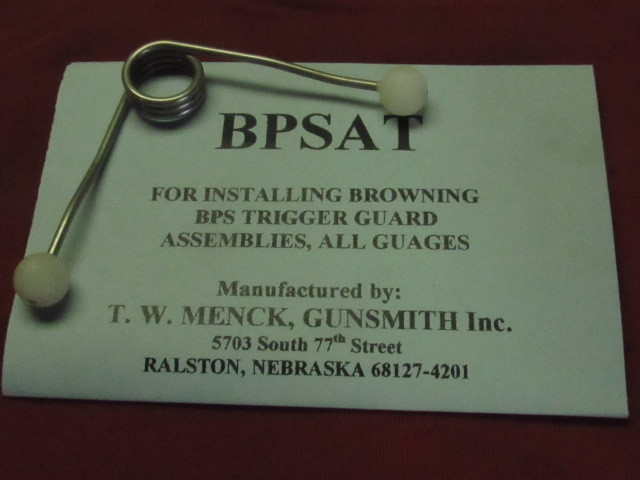 BPSAT
FOR INSTALLING BROWNING
BPS TRIGGER GUARD
ASSEMBLIES, ALL GUAGES
Manufactured by:
T. W. MENCK, GUNSMITH Inc.
5703 South 77th Street
RALSTON, NEBRASKA 68127-4201